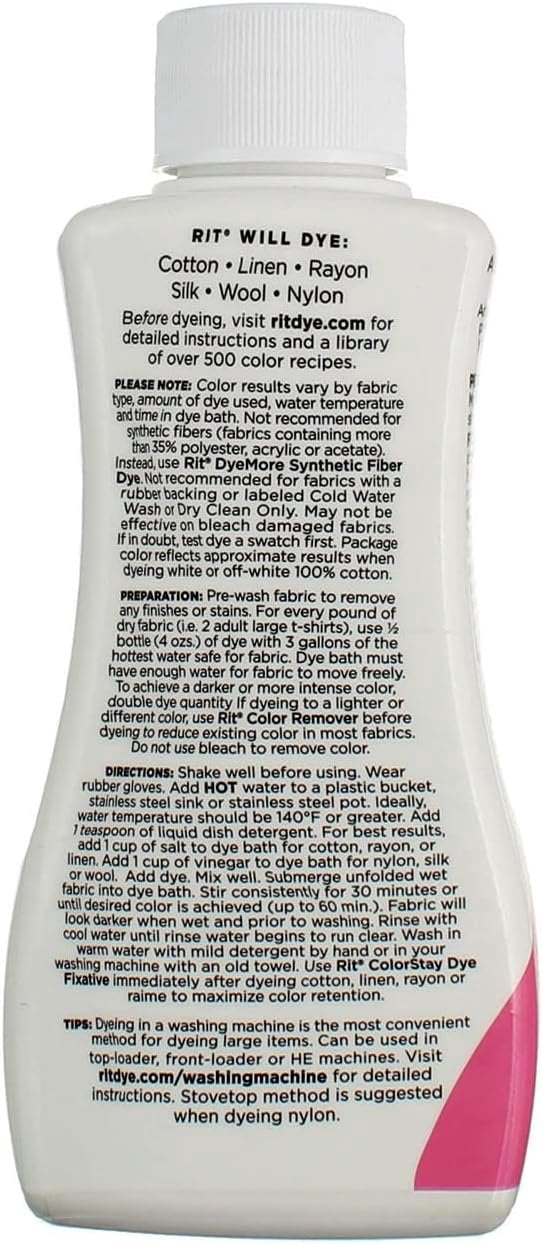 RIT® WILL DYE:
Cotton • Linen • Rayon
Silk • Wool • Nylon
Before dyeing, visit ritdye.com for
detailed instructions and a library
of over 500 color recipes.
PLEASE NOTE: Color results vary by fabric
type, amount of dye used, water temperature
and time in dye bath. Not recommended for
synthetic fibers (fabrics containing more
than 35% polyester, acrylic or acetate).
Instead, use Rit® DyeMore Synthetic Fiber
Dye. Not recommended for fabrics with a
rubber backing or labeled Cold Water
Wash or Dry Clean Only. May not be
effective on bleach damaged fabrics.
If in doubt, test dye a swatch first. Package
color reflects approximate results when
dyeing white or off-white 100% cotton.
PREPARATION: Pre-wash fabric to remove
any finishes or stains. For every pound of
dry fabric (i.e. 2 adult large t-shirts), use ½
bottle (4 ozs.) of dye with 3 gallons of the
hottest water safe for fabric. Dye bath must
have enough water for fabric to move freely.
To achieve a darker or more intense color,
double dye quantity If dyeing to a lighter or
different color, use Rit® Color Remover before
dyeing to reduce existing color in most fabrics.
Do not use bleach to remove color.
DIRECTIONS: Shake well before using. Wear
rubber gloves. Add HOT water to a plastic bucket,
stainless steel sink or stainless steel pot. Ideally,
water temperature should be 140°F or greater. Add
1 teaspoon of liquid dish detergent. For best results,
add 1 cup of salt to dye bath for cotton, rayon, or
linen. Add 1 cup of vinegar to dye bath for nylon, silk
or wool. Add dye. Mix well. Submerge unfolded wet
fabric into dye bath. Stir consistently for 30 minutes or
until desired color is achieved (up to 60 min.). Fabric will
look darker when wet and prior to washing. Rinse with
cool water until rinse water begins to run clear. Wash in
warm water with mild detergent by hand or in your
washing machine with an old towel. Use Rit® ColorStay Dye
Fixative immediately after dyeing cotton, linen, rayon or
raime to maximize color retention.
TIPS: Dyeing in a washing machine is the most convenient
method for dyeing large items. Can be used in
top-loader, front-loader or HE machines. Visit
ritdye.com/washingmachine for detailed
instructions. Stovetop method is suggested
when dyeing nylon.